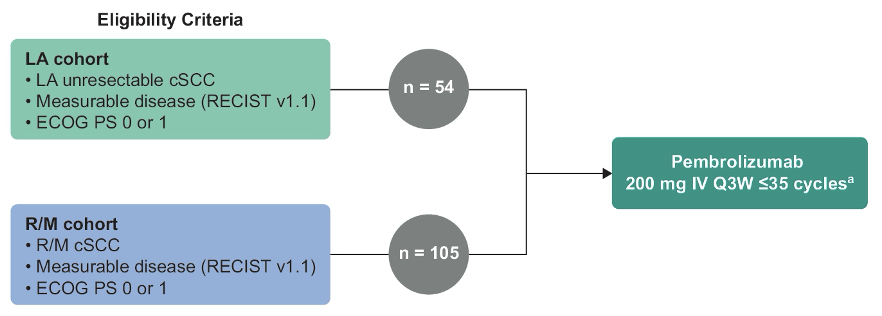 Eligibility Criteria
LA cohort
• LA unresectable cSCC
• Measurable disease (RECIST v1.1)
• ECOG PS 0 or 1
n = 54
Pembrolizumab
200 mg IV Q3W ≤35 cyclesᵃ
R/M cohort
• R/M cSCC
• Measurable disease (RECIST v1.1)
• ECOG PS 0 or 1
n = 105